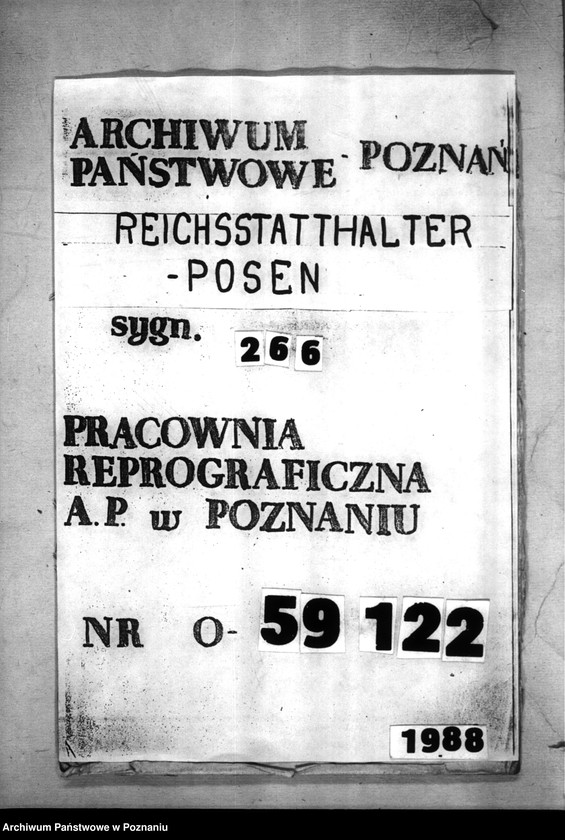 ARCHIWUM
PAŃSTWOWE - POZNAŃ
REICHSSTATTHALTER
-POSEN
sygn. 266
PRACOWNIA
REPROGRAFICZNA
A.P. w POZNANIU
NR O- 59 122
1988
Archiwum Państwowe w Poznaniu